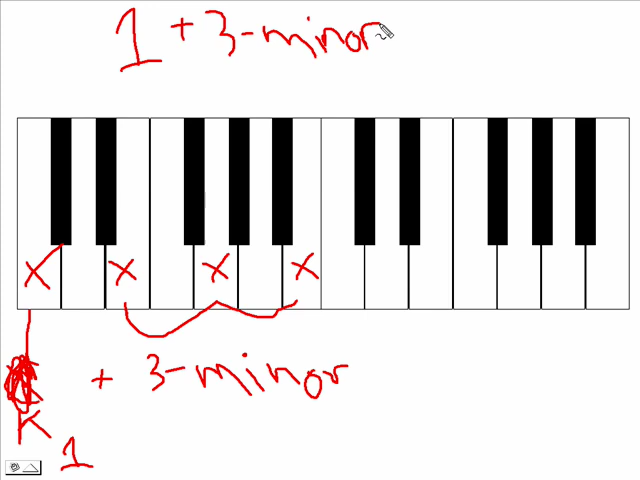 1 + 3-minor
X X X X
+ 3-minor
1